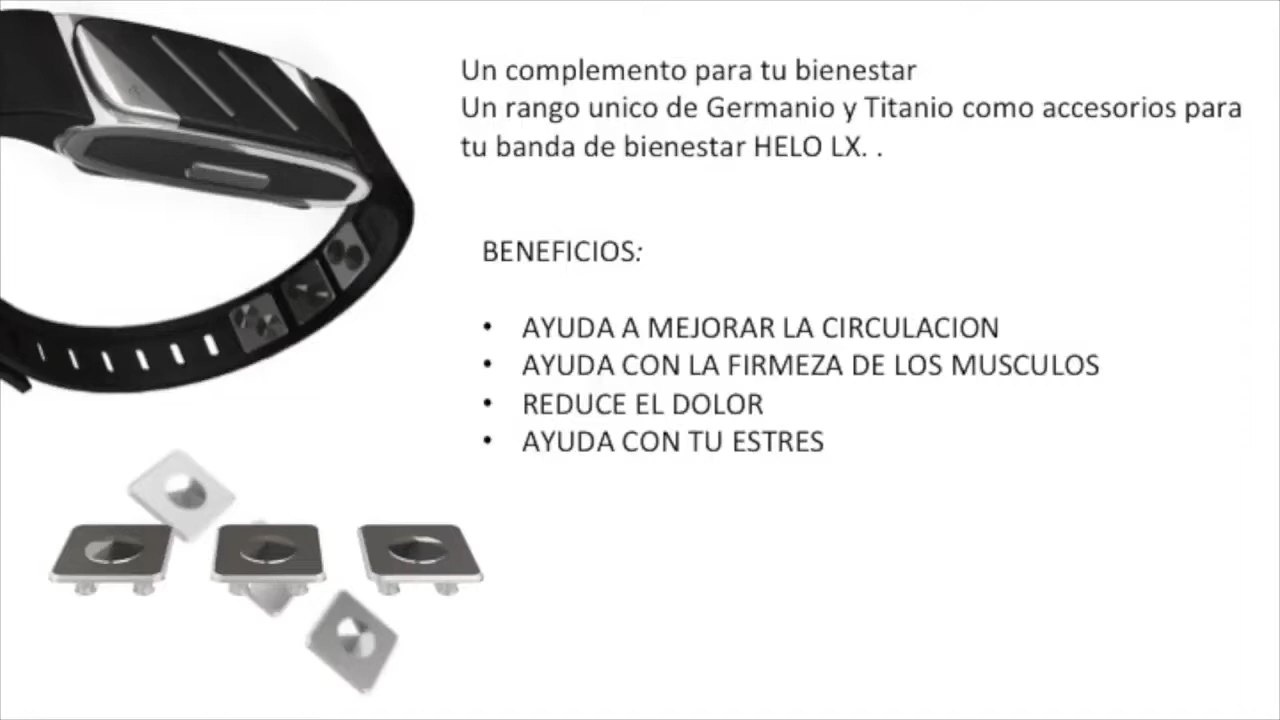 Un complemento para tu bienestar
Un rango unico de Germanio y Titanio como accesorios para
tu banda de bienestar HELO LX. .
BENEFICIOS:
• AYUDA A MEJORAR LA CIRCULACION
• AYUDA CON LA FIRMEZA DE LOS MUSCULOS
• REDUCE EL DOLOR
• AYUDA CON TU ESTRES